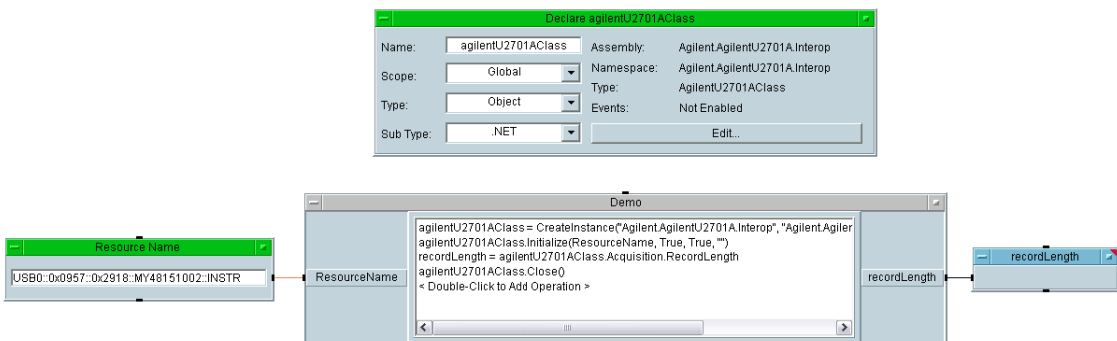 Declare agilentU2701AClass
Name: agilentU2701AClass Assembly: Agilent.AgilentU2701A.Interop
Scope: Global Namespace: Agilent.AgilentU2701A.Interop
Type: AgilentU2701AClass
Type: Object Events: Not Enabled
Sub Type: .NET Edit...
Demo
agilentU2701AClass = CreateInstance("Agilent.AgilentU2701A.Interop", "Agilent.Agiler
Resource Name agilentU2701AClass.Initialize(ResourceName, True, True, "") recordLength
recordLength = agilentU2701AClass.Acquisition.RecordLength
USB0::0x0957::0x2918::MY48151002::INSTR ResourceName agilentU2701AClass.Close() recordLength
< Double-Click to Add Operation >